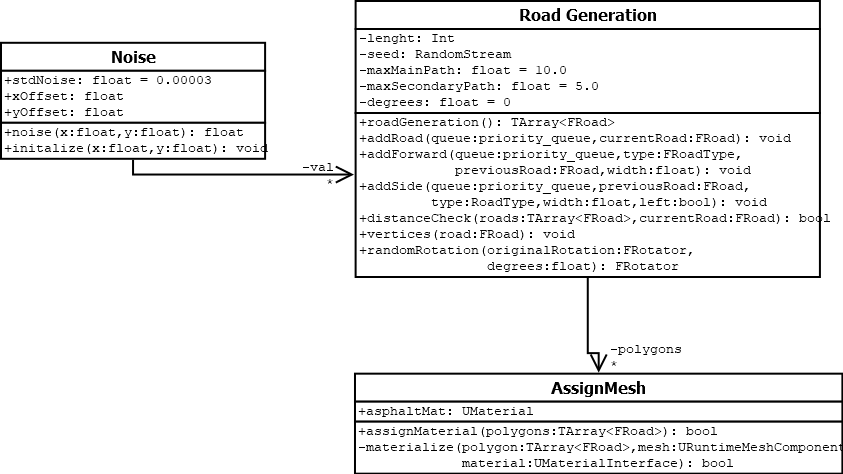 Noise
+stdNoise: float = 0.00003
+xOffset: float
+yOffset: float
+noise(x:float,y:float): float
+initalize(x:float,y:float): void
-val
*
Road Generation
-lenght: Int
-seed: RandomStream
-maxMainPath: float = 10.0
-maxSecondaryPath: float = 5.0
-degrees: float = 0
+roadGeneration(): TArray<FRoad>
+addRoad(queue:priority_queue,currentRoad:FRoad): void
+addForward(queue:priority_queue,type:FRoadType,
previousRoad:FRoad,width:float): void
+addSide(queue:priority_queue,previousRoad:FRoad,
type:RoadType,width:float,left:bool): void
+distanceCheck(roads:TArray<FRoad>,currentRoad:FRoad): bool
+vertices(road:FRoad): void
+randomRotation(originalRotation:FRotator,
degrees:float): FRotator
-polygons
*
AssignMesh
+asphaltMat: UMaterial
+assignMaterial(polygons:TArray<FRoad>): bool
-materialize(polygon:TArray<FRoad>,mesh:URuntimeMeshComponent
material:UMaterialInterface): bool